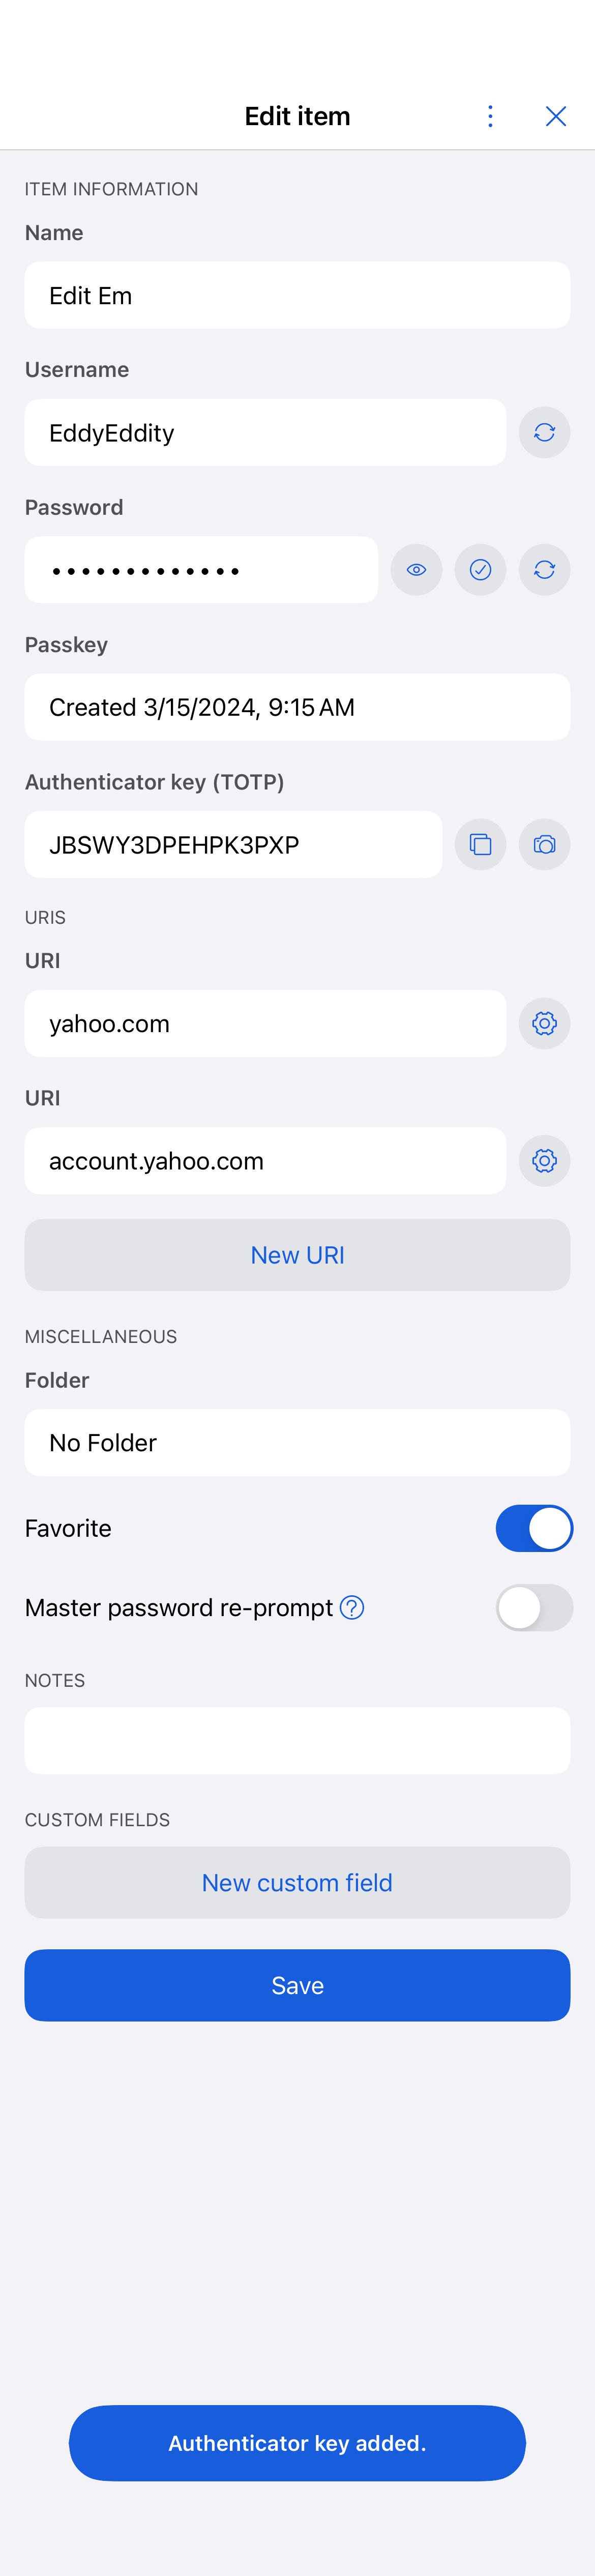 Edit item
ITEM INFORMATION
Name
Edit Em
Username
EddyEddity
Password
•••••••••••••
Passkey
Created 3/15/2024, 9:15 AM
Authenticator key (TOTP)
JBSWY3DPEHPK3PXP
URIS
URI
yahoo.com
URI
account.yahoo.com
New URI
MISCELLANEOUS
Folder
No Folder
Favorite
Master password re-prompt ?
NOTES
CUSTOM FIELDS
New custom field
Save
Authenticator key added.